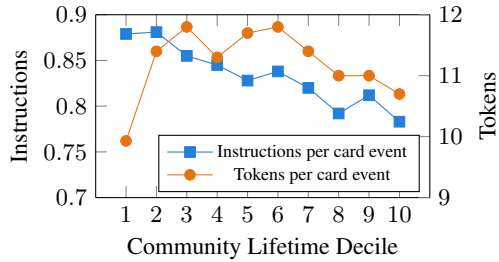 0.9
0.85
0.8
0.75
0.7
Instructions
12
11
10
9
Tokens
Instructions per card event
Tokens per card event
1 2 3 4 5 6 7 8 9 10
Community Lifetime Decile